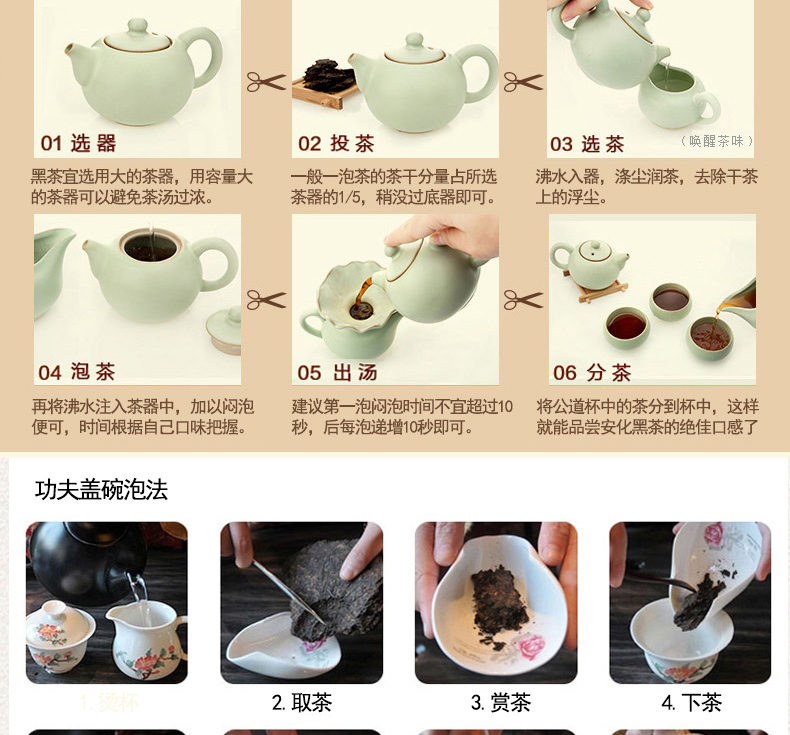 01 选器
02 投茶
03 选茶
（唤醒茶味）
黑茶宜选用大的茶器，用容量大
的茶器可以避免茶汤过浓。
一般一泡茶的茶干分量占所选
茶器的1/5，稍没过底器即可。
沸水入器，涤尘润茶，去除干茶
上的浮尘。
04 泡茶
05 出汤
06 分茶
再将沸水注入茶器中，加以闷泡
便可，时间根据自己口味把握。
建议第一泡闷泡时间不宜超过10
秒，后每泡递增10秒即可。
将公道杯中的茶分到杯中，这样
就能品尝安化黑茶的绝佳口感了
功夫盖碗泡法
1.烫杯
2.取茶
3.赏茶
4.下茶